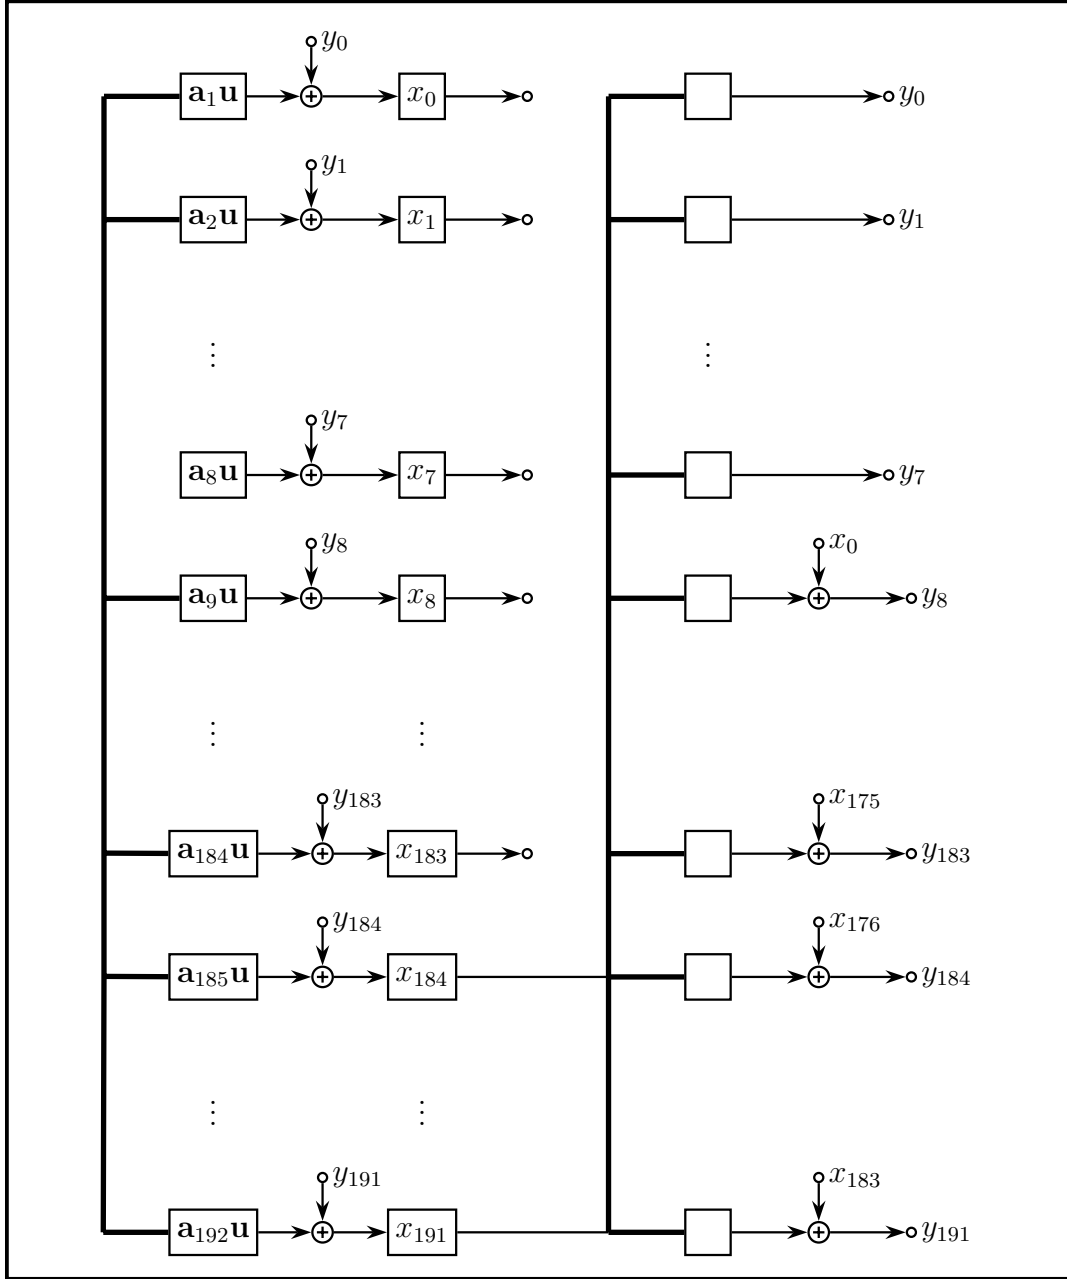 y₀
a₁u x₀ y₀
y₁
a₂u x₁ y₁
⋮ ⋮
y₇
a₈u x₇ y₇
y₈ x₀
a₉u x₈ y₈
⋮ ⋮
y₁₈₃ x₁₇₅
a₁₈₄u x₁₈₃ y₁₈₃
y₁₈₄ x₁₇₆
a₁₈₅u x₁₈₄ y₁₈₄
⋮ ⋮
y₁₉₁ x₁₈₃
a₁₉₂u x₁₉₁ y₁₉₁